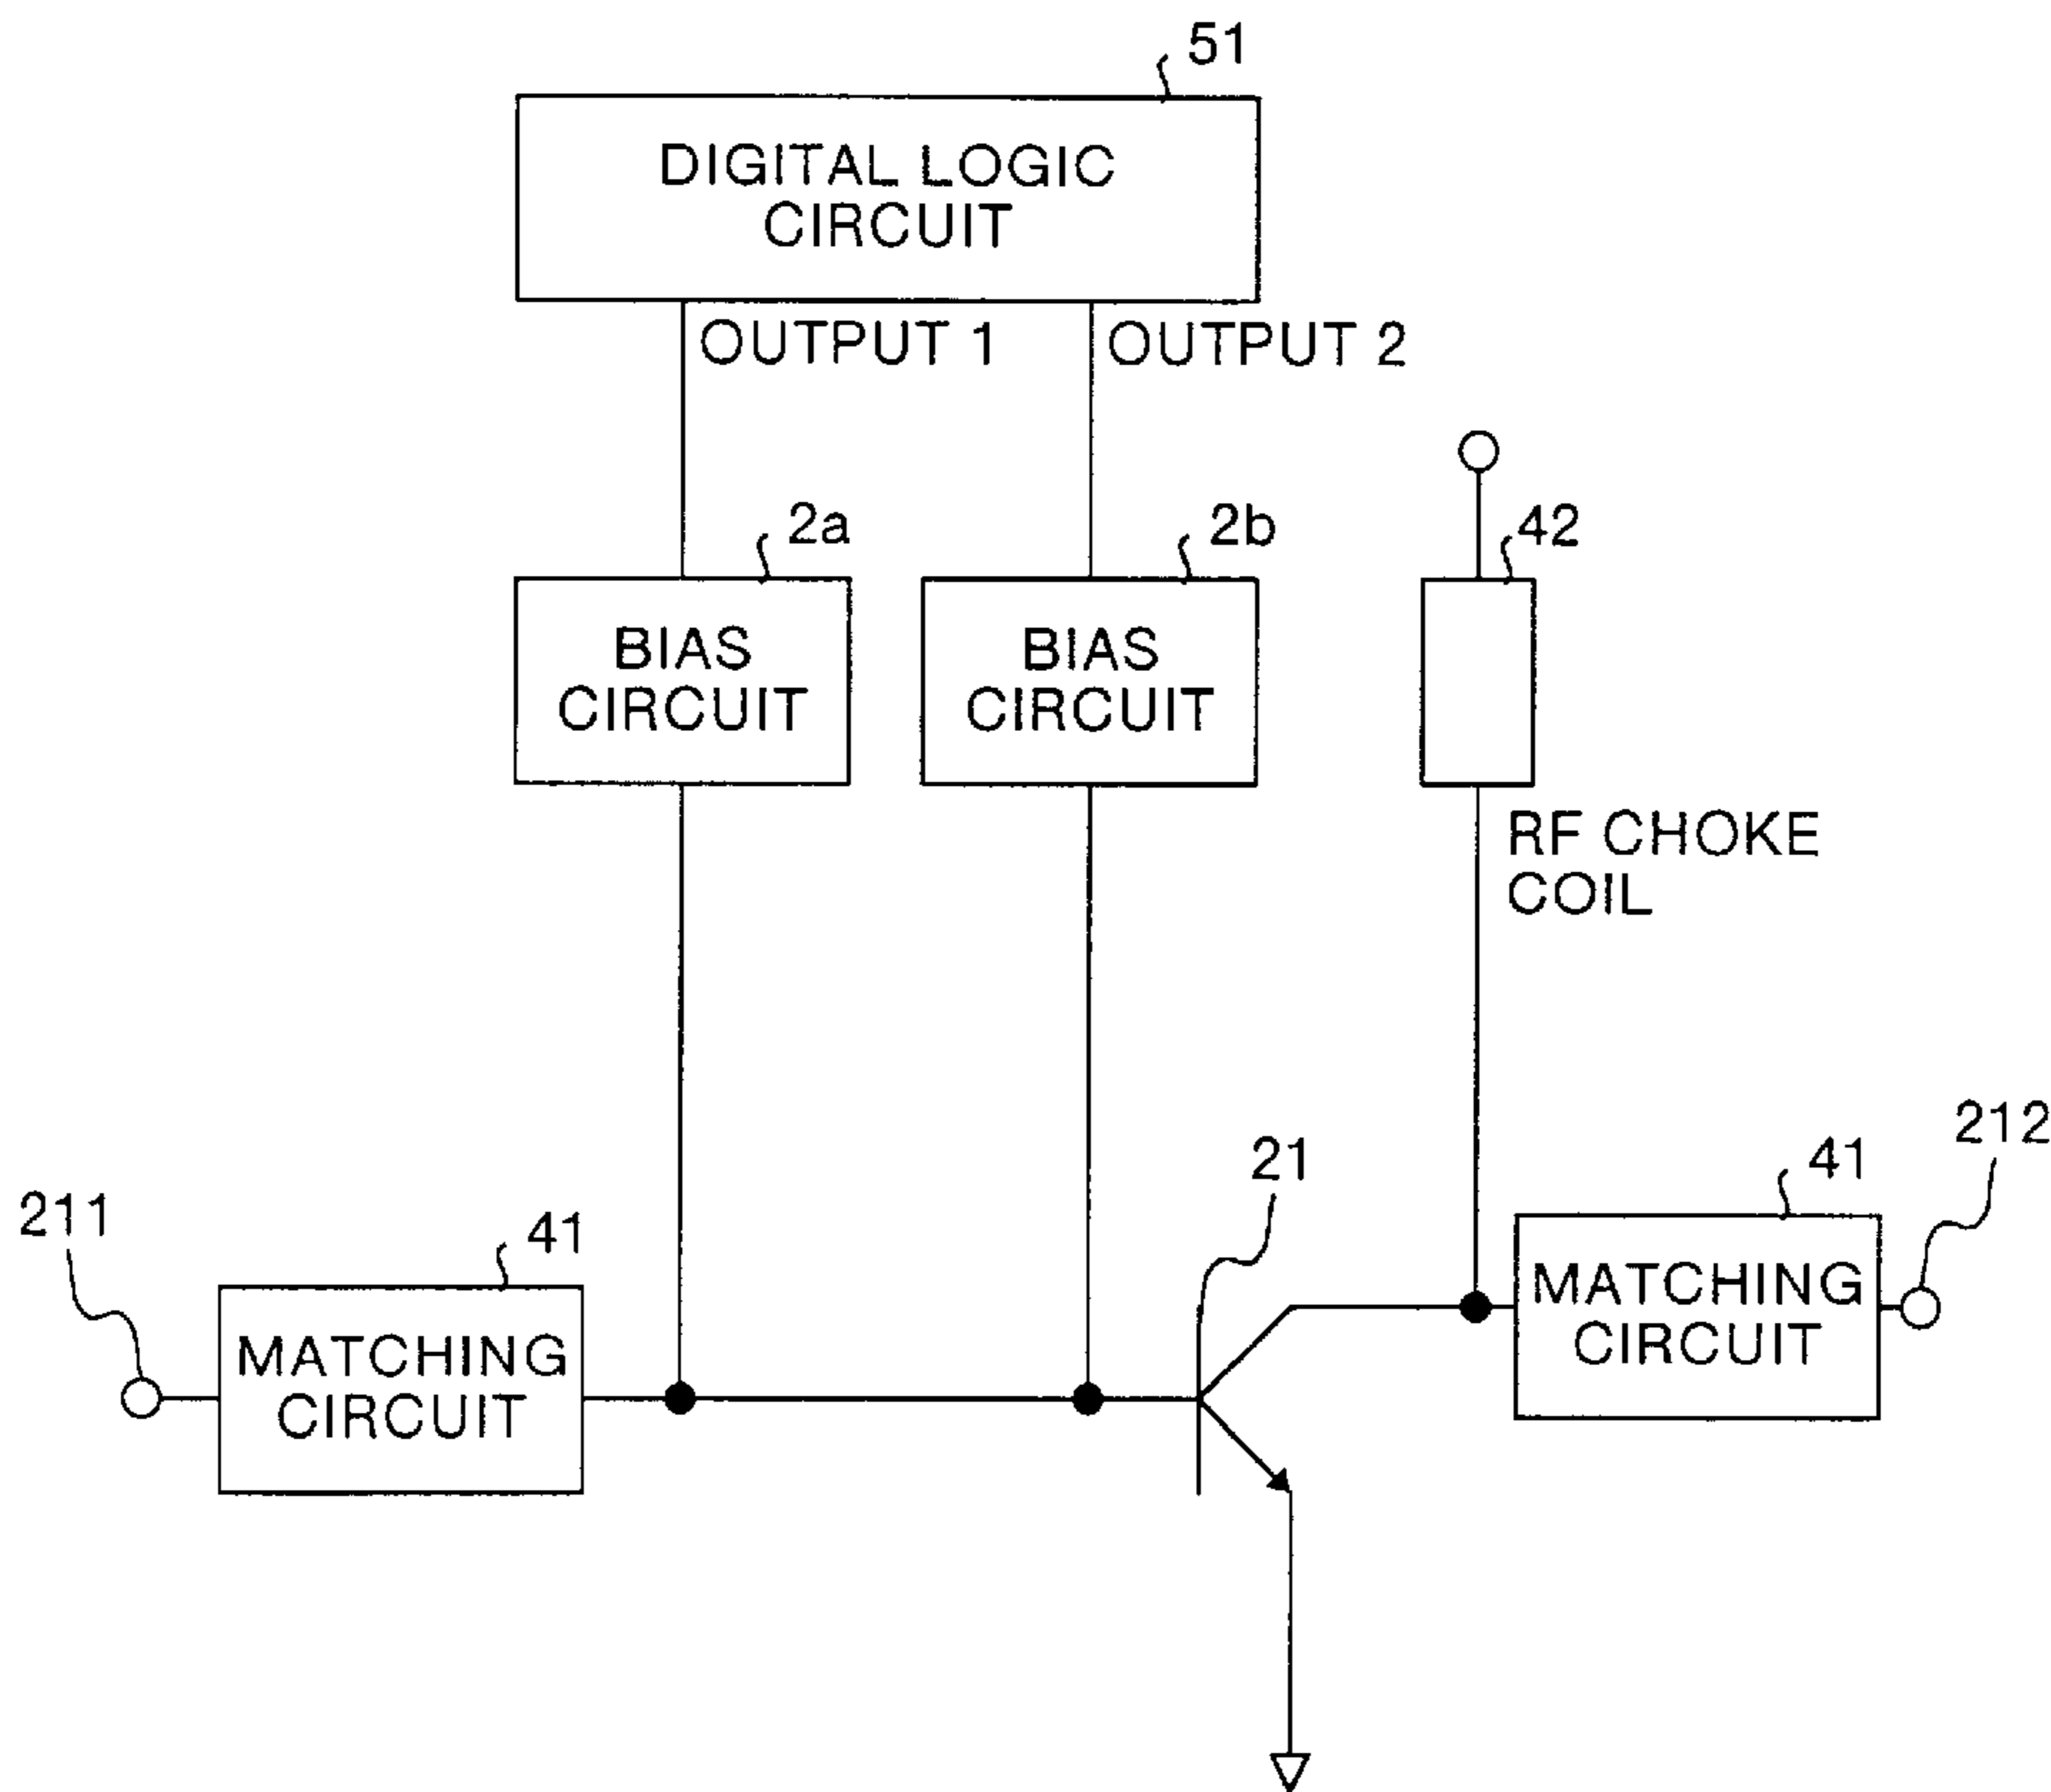 51
DIGITAL LOGIC
CIRCUIT
OUTPUT 1
OUTPUT 2
2a
2b
42
BIAS
CIRCUIT
BIAS
CIRCUIT
RF CHOKE
COIL
211
41
21
41
212
MATCHING
CIRCUIT
MATCHING
CIRCUIT